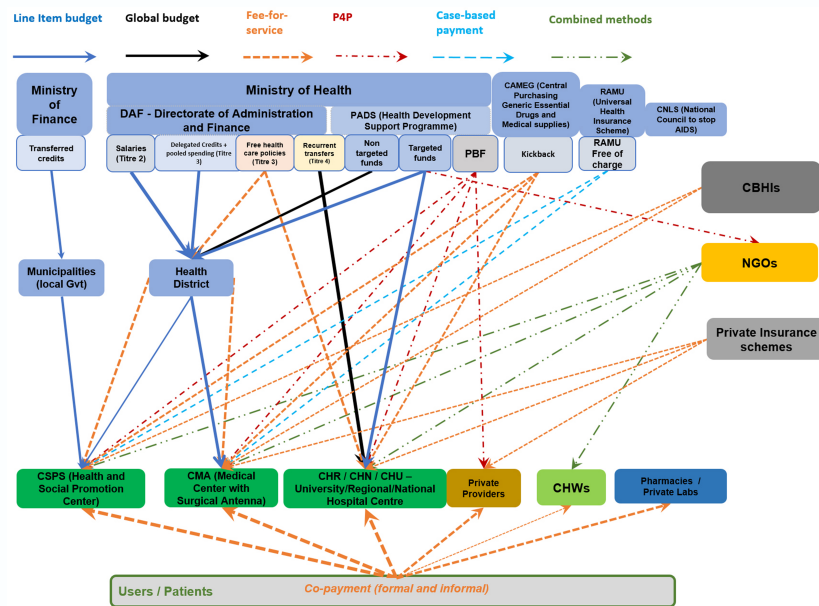 Line Item budget
Global budget
Fee-for-
service
P4P
Case-based
payment
Combined methods
Ministry
of
Finance
Ministry of Health
CAMEG (Central
Purchasing
Generic Essential
Drugs and
Medical supplies)
RAMU
(Universal
Health
Insurance
Scheme)
CNLS (National
Council to stop
AIDS)
DAF - Directorate of Administration
and Finance
PADS (Health Development
Support Programme)
Transferred
credits
Salaries
(Titre 2)
Delegated Credits +
pooled spending (Titre
3)
Free health
care policies
(Titre 3)
Recurrent
transfers
(Titre 4)
Non
targeted
funds
Targeted
funds
PBF
Kickback
RAMU
Free of
charge
CBHIs
Municipalities
(local Gvt)
Health
District
NGOs
Private Insurance
schemes
CSPS (Health and
Social Promotion
Center)
CMA (Medical
Center with
Surgical Antenna)
CHR / CHN / CHU –
University/Regional/National
Hospital Centre
Private
Providers
CHWs
Pharmacies /
Private Labs
Users / Patients
Co-payment (formal and informal)